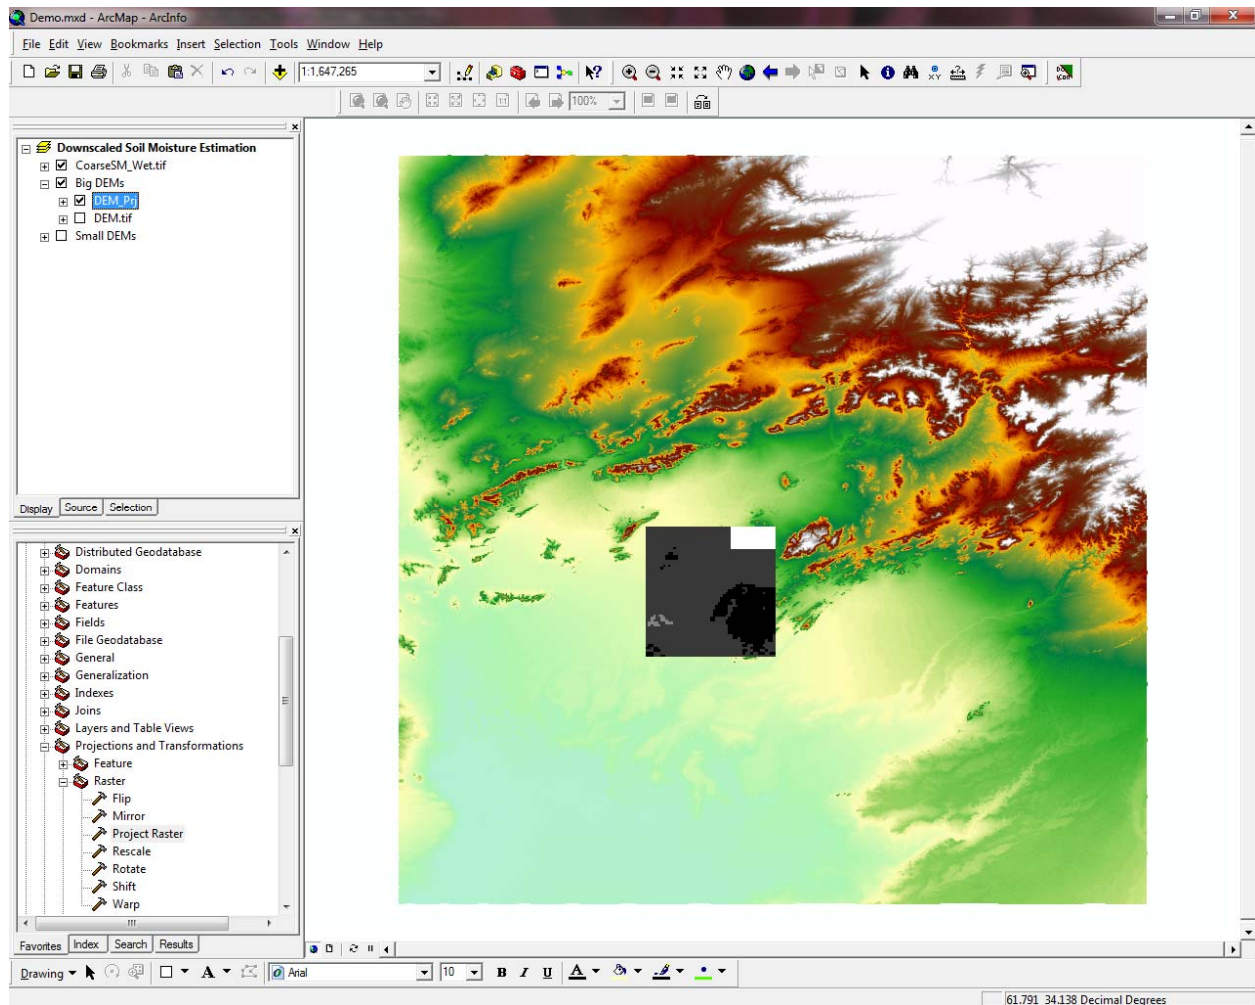 Demo.mxd - ArcMap - ArcInfo
File Edit View Bookmarks Insert Selection Tools Window Help
1:1,647,265
100%
Downscaled Soil Moisture Estimation
CoarseSM_Wet.tif
Big DEMs
DEM_Prj
DEM.tif
Small DEMs
Display Source Selection
Distributed Geodatabase
Domains
Feature Class
Features
Fields
File Geodatabase
General
Generalization
Indexes
Joins
Layers and Table Views
Projections and Transformations
Feature
Raster
Flip
Mirror
Project Raster
Rescale
Rotate
Shift
Warp
Favorites Index Search Results
Drawing A Arial 10 B I U A
61.791 34.138 Decimal Degrees